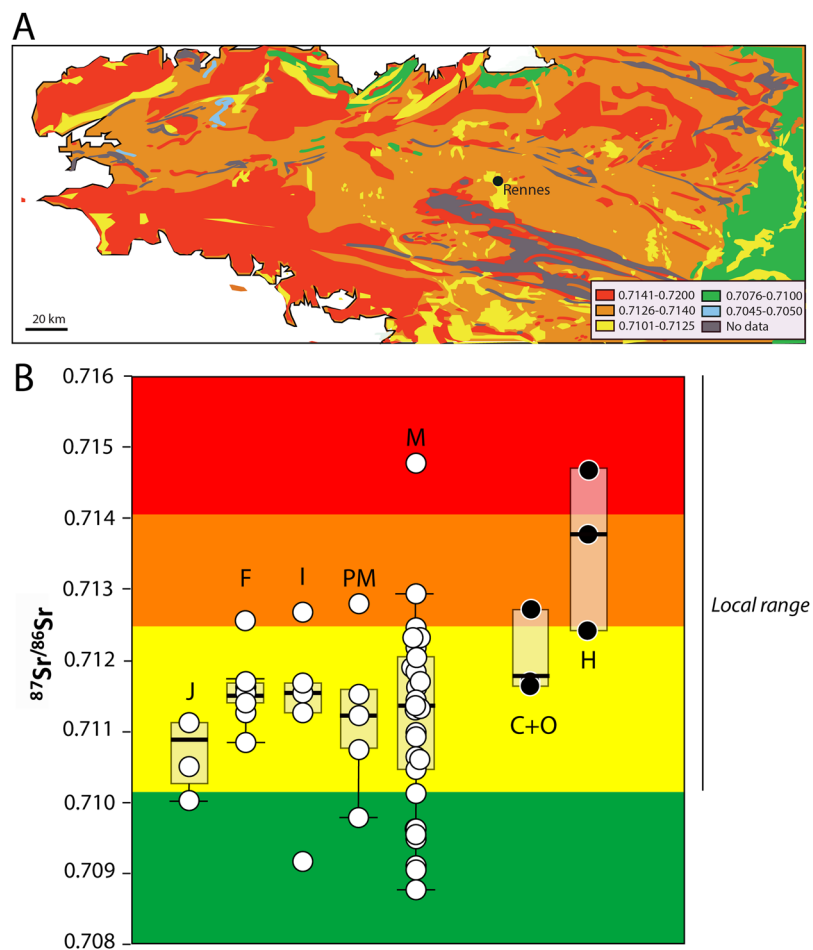 A
Rennes
20 km
0.7141-0.7200
0.7126-0.7140
0.7101-0.7125
0.7076-0.7100
0.7045-0.7050
No data
B
0.716
0.715
0.714
0.713
0.712
0.711
0.710
0.709
0.708
⁸⁷Sr/⁸⁶Sr
J
F
I
PM
M
C+O
H
Local range